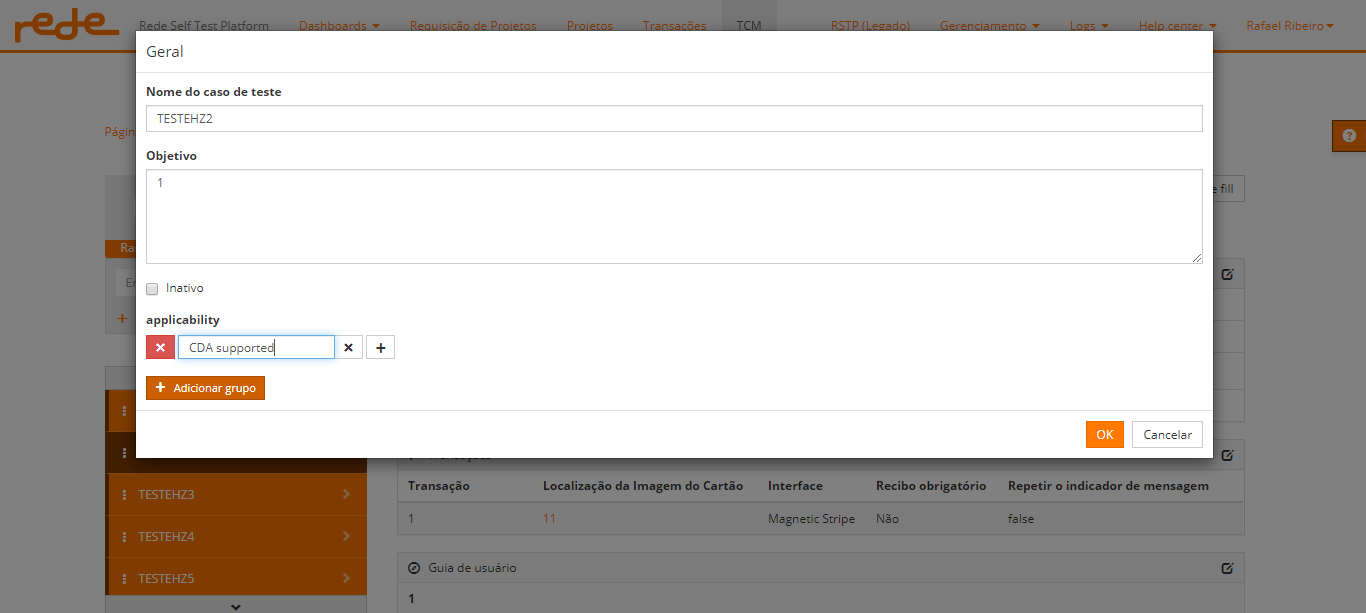 rede Rede Self Test Platform Dashboards Requisição de Projetos Projetos Transações TCM RSTP (Legado) Gerenciamento Logs Help center Rafael Ribeiro
Geral
Nome do caso de teste
TESTEHZ2
Objetivo
1
Inativo
applicability
CDA supported
+ Adicionar grupo
OK Cancelar
Págin
e fill
Ra
+
TESTEHZ3
TESTEHZ4
TESTEHZ5
Transação Localização da Imagem do Cartão Interface Recibo obrigatório Repetir o indicador de mensagem
1 11 Magnetic Stripe Não false
Guia de usuário
1